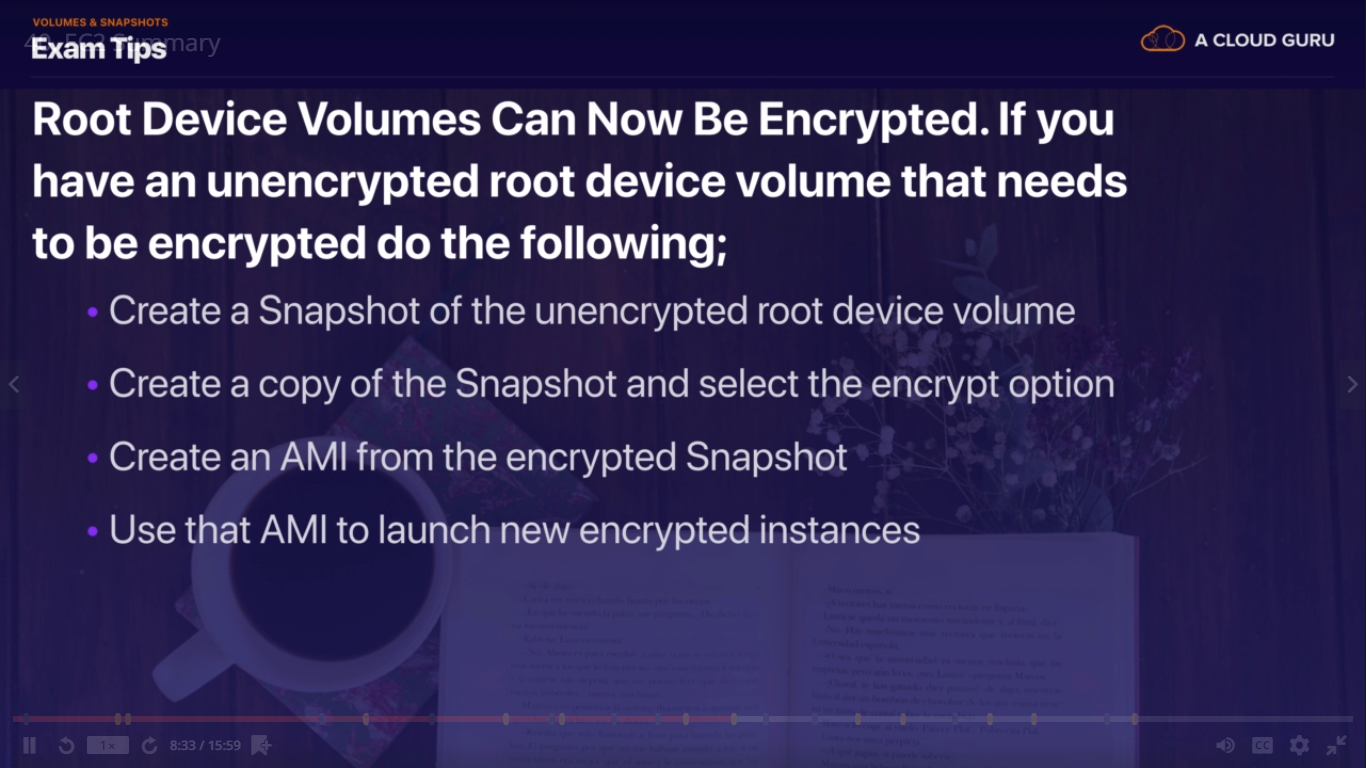 VOLUMES & SNAPSHOTS
40. EC2 Summary
Exam Tips
A CLOUD GURU
Root Device Volumes Can Now Be Encrypted. If you
have an unencrypted root device volume that needs
to be encrypted do the following;
• Create a Snapshot of the unencrypted root device volume
• Create a copy of the Snapshot and select the encrypt option
• Create an AMI from the encrypted Snapshot
• Use that AMI to launch new encrypted instances
1x
8:33 / 15:59
CC